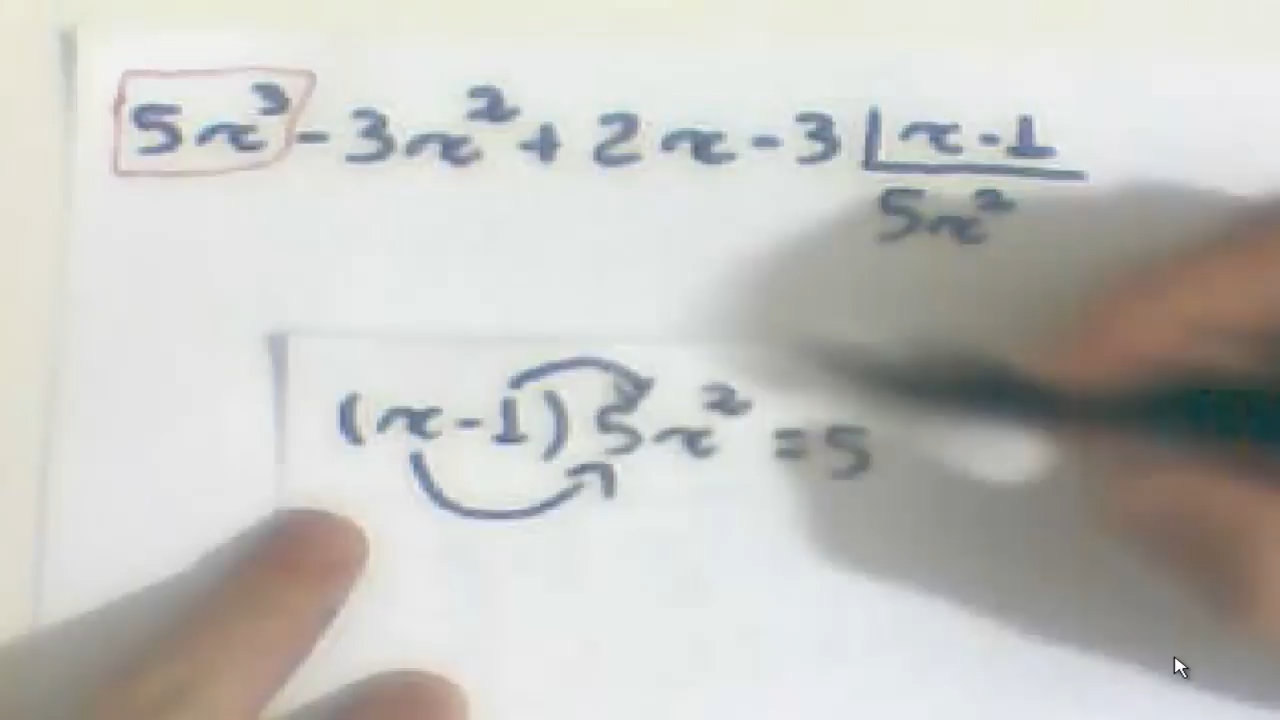 5x³ - 3x² + 2x - 3 | x - 1
5x²
(x - 1) 5x² = 5